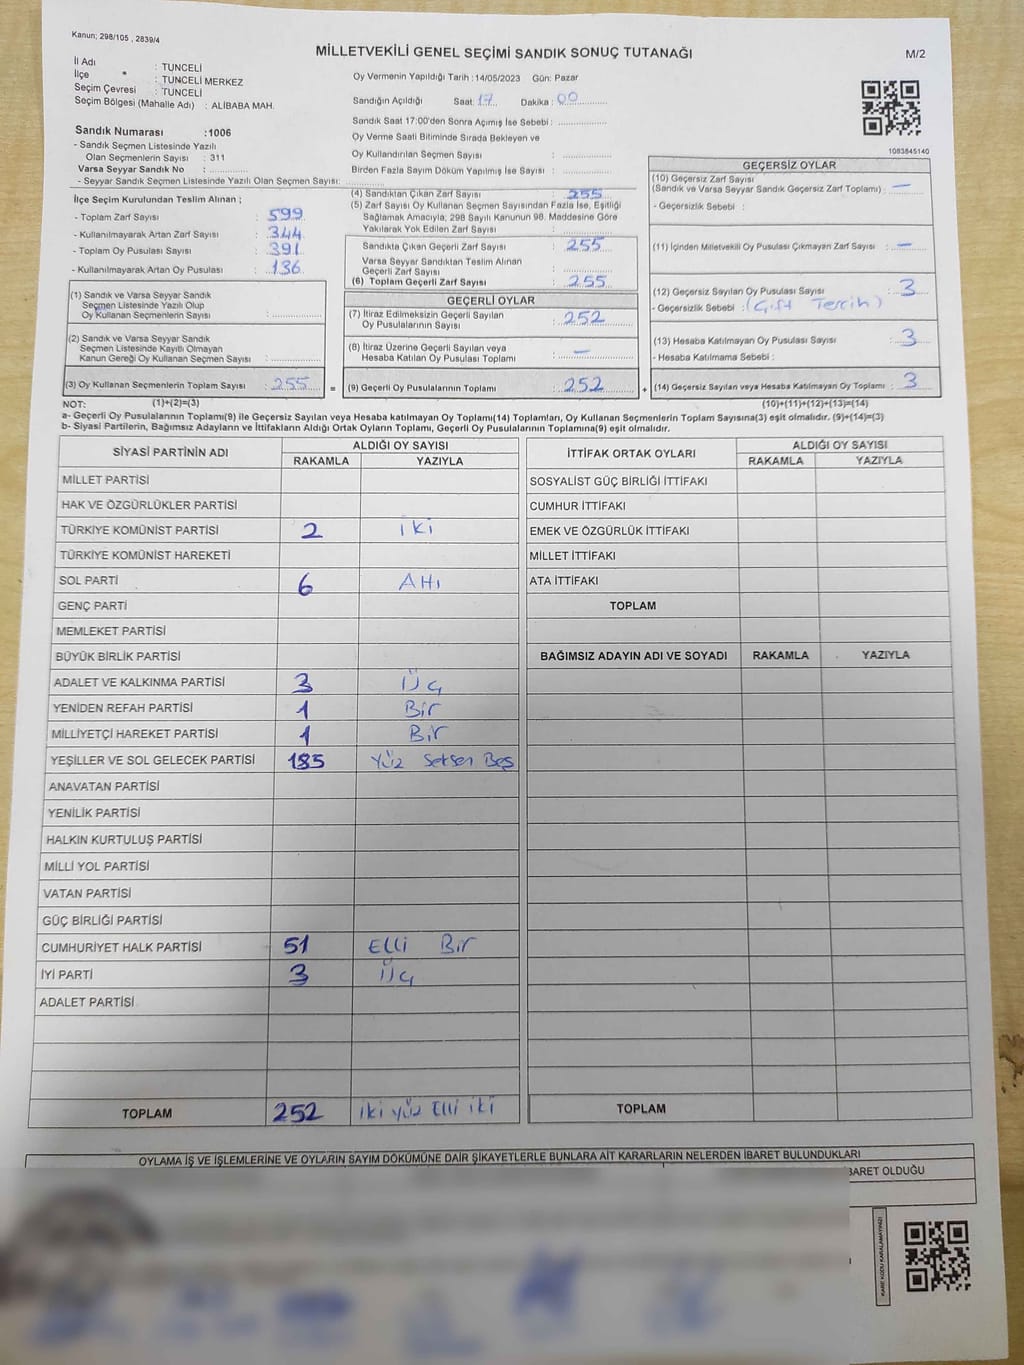 Kanun; 298/105 , 2839/4
MİLLETVEKİLİ GENEL SEÇİMİ SANDIK SONUÇ TUTANAĞI
M/2
İl Adı : TUNCELİ
İlçe : TUNCELİ MERKEZ
Seçim Çevresi : TUNCELİ
Seçim Bölgesi (Mahalle Adı) : ALİBABA MAH.
Sandık Numarası :1006
- Sandık Seçmen Listesinde Yazılı
Olan Seçmenlerin Sayısı : 311
Varsa Seyyar Sandık No :
- Seyyar Sandık Seçmen Listesinde Yazılı Olan Seçmen Sayısı:
İlçe Seçim Kurulundan Teslim Alınan ;
- Toplam Zarf Sayısı : 599
- Kullanılmayarak Artan Zarf Sayısı : 344
- Toplam Oy Pusulası Sayısı : 391
- Kullanılmayarak Artan Oy Pusulası : 136
(1) Sandık ve Varsa Seyyar Sandık
Seçmen Listesinde Yazılı Olup
Oy Kullanan Seçmenlerin Sayısı :
(2) Sandık ve Varsa Seyyar Sandık
Seçmen Listesinde Kayıtlı Olmayan
Kanun Gereği Oy Kullanan Seçmen Sayısı :
(3) Oy Kullanan Seçmenlerin Toplam Sayısı : 255 =
Oy Vermenin Yapıldığı Tarih :14/05/2023 Gün: Pazar
Sandığın Açıldığı Saat: 17 Dakika : 00
Sandık Saat 17:00'den Sonra Açımış İse Sebebi :
Oy Verme Saati Bitiminde Sırada Bekleyen ve
Oy Kullandırılan Seçmen Sayısı :
Birden Fazla Sayım Döküm Yapılmış İse Sayısı :
(4) Sandıktan Çıkan Zarf Sayısı : 255
(5) Zarf Sayısı Oy Kullanan Seçmen Sayısından Fazla İse, Eşitliği
Sağlamak Amacıyla; 298 Sayılı Kanunun 98. Maddesine Göre
Yakılarak Yok Edilen Zarf Sayısı :
Sandıkta Çıkan Geçerli Zarf Sayısı : 255
Varsa Seyyar Sandıktan Teslim Alınan
Geçerli Zarf Sayısı :
(6) Toplam Geçerli Zarf Sayısı : 255
GEÇERLİ OYLAR
(7) İtiraz Edilmeksizin Geçerli Sayılan
Oy Pusulalarının Sayısı : 252
(8) İtiraz Üzerine Geçerli Sayılan veya
Hesaba Katılan Oy Pusulası Toplamı : —
(9) Geçerli Oy Pusulalarının Toplamı : 252 +
1083845140
GEÇERSİZ OYLAR
(10) Geçersiz Zarf Sayısı
(Sandık ve Varsa Seyyar Sandık Geçersiz Zarf Toplamı) : —
- Geçersizlik Sebebi :
(11) İçinden Milletvekili Oy Pusulası Çıkmayan Zarf Sayısı : —
(12) Geçersiz Sayılan Oy Pusulası Sayısı : 3
- Geçersizlik Sebebi : (Çift Tercih)
(13) Hesaba Katılmayan Oy Pusulası Sayısı : 3
- Hesaba Katılmama Sebebi :
(14) Geçersiz Sayılan veya Hesaba Katılmayan Oy Toplamı : 3
NOT: (1)+(2)=(3) (10)+(11)+(12)+(13)=(14)
a- Geçerli Oy Pusulalarının Toplamı(9) ile Geçersiz Sayılan veya Hesaba katılmayan Oy Toplamı(14) Toplamları, Oy Kullanan Seçmenlerin Toplam Sayısına(3) eşit olmalıdır. (9)+(14)=(3)
b- Siyasi Partilerin, Bağımsız Adayların ve İttifakların Aldığı Ortak Oyların Toplamı, Geçerli Oy Pusulalarının Toplamına(9) eşit olmalıdır.
SİYASİ PARTİNİN ADI ALDIĞI OY SAYISI
RAKAMLA YAZIYLA
MİLLET PARTİSİ
HAK VE ÖZGÜRLÜKLER PARTİSİ
TÜRKİYE KOMÜNİST PARTİSİ 2 iki
TÜRKİYE KOMÜNİST HAREKETİ
SOL PARTİ 6 Altı
GENÇ PARTİ
MEMLEKET PARTİSİ
BÜYÜK BİRLİK PARTİSİ
ADALET VE KALKINMA PARTİSİ 3 Üç
YENİDEN REFAH PARTİSİ 1 Bir
MİLLİYETÇİ HAREKET PARTİSİ 1 Bir
YEŞİLLER VE SOL GELECEK PARTİSİ 185 Yüz Seksen Beş
ANAVATAN PARTİSİ
YENİLİK PARTİSİ
HALKIN KURTULUŞ PARTİSİ
MİLLİ YOL PARTİSİ
VATAN PARTİSİ
GÜÇ BİRLİĞİ PARTİSİ
CUMHURİYET HALK PARTİSİ 51 Elli Bir
İYİ PARTİ 3 Üç
ADALET PARTİSİ
TOPLAM 252 iki yüz Elli iki
İTTİFAK ORTAK OYLARI ALDIĞI OY SAYISI
RAKAMLA YAZIYLA
SOSYALİST GÜÇ BİRLİĞİ İTTİFAKI
CUMHUR İTTİFAKI
EMEK VE ÖZGÜRLÜK İTTİFAKI
MİLLET İTTİFAKI
ATA İTTİFAKI
TOPLAM
BAĞIMSIZ ADAYIN ADI VE SOYADI RAKAMLA YAZIYLA
TOPLAM
OYLAMA İŞ VE İŞLEMLERİNE VE OYLARIN SAYIM DÖKÜMÜNE DAİR ŞİKAYETLERLE BUNLARA AİT KARARLARIN NELERDEN İBARET BULUNDUKLARI
BARET OLDUĞU
KARE KODU KARALAMAYINIZ!